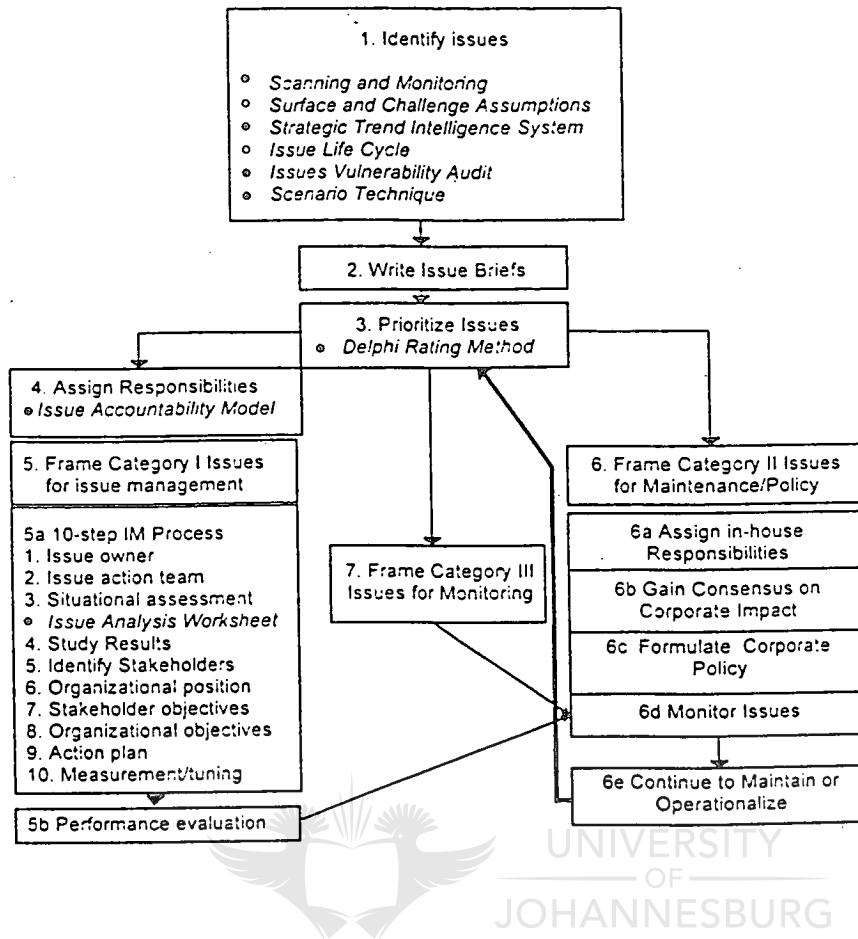 1. Identify issues
Scanning and Monitoring
Surface and Challenge Assumptions
Strategic Trend Intelligence System
Issue Life Cycle
Issues Vulnerability Audit
Scenario Technique
2. Write Issue Briefs
3. Prioritize Issues
Delphi Rating Method
4. Assign Responsibilities
Issue Accountability Model
5. Frame Category I Issues
for issue management
5a 10-step IM Process
1. Issue owner
2. Issue action team
3. Situational assessment
Issue Analysis Worksheet
4. Study Results
5. Identify Stakeholders
6. Organizational position
7. Stakeholder objectives
8. Organizational objectives
9. Action plan
10. Measurement/tuning
5b Performance evaluation
7. Frame Category III
Issues for Monitoring
6. Frame Category II Issues
for Maintenance/Policy
6a Assign in-house
Responsibilities
6b Gain Consensus on
Corporate Impact
6c Formulate Corporate
Policy
6d Monitor Issues
6e Continue to Maintain or
Operationalize
UNIVERSITY
OF
JOHANNESBURG